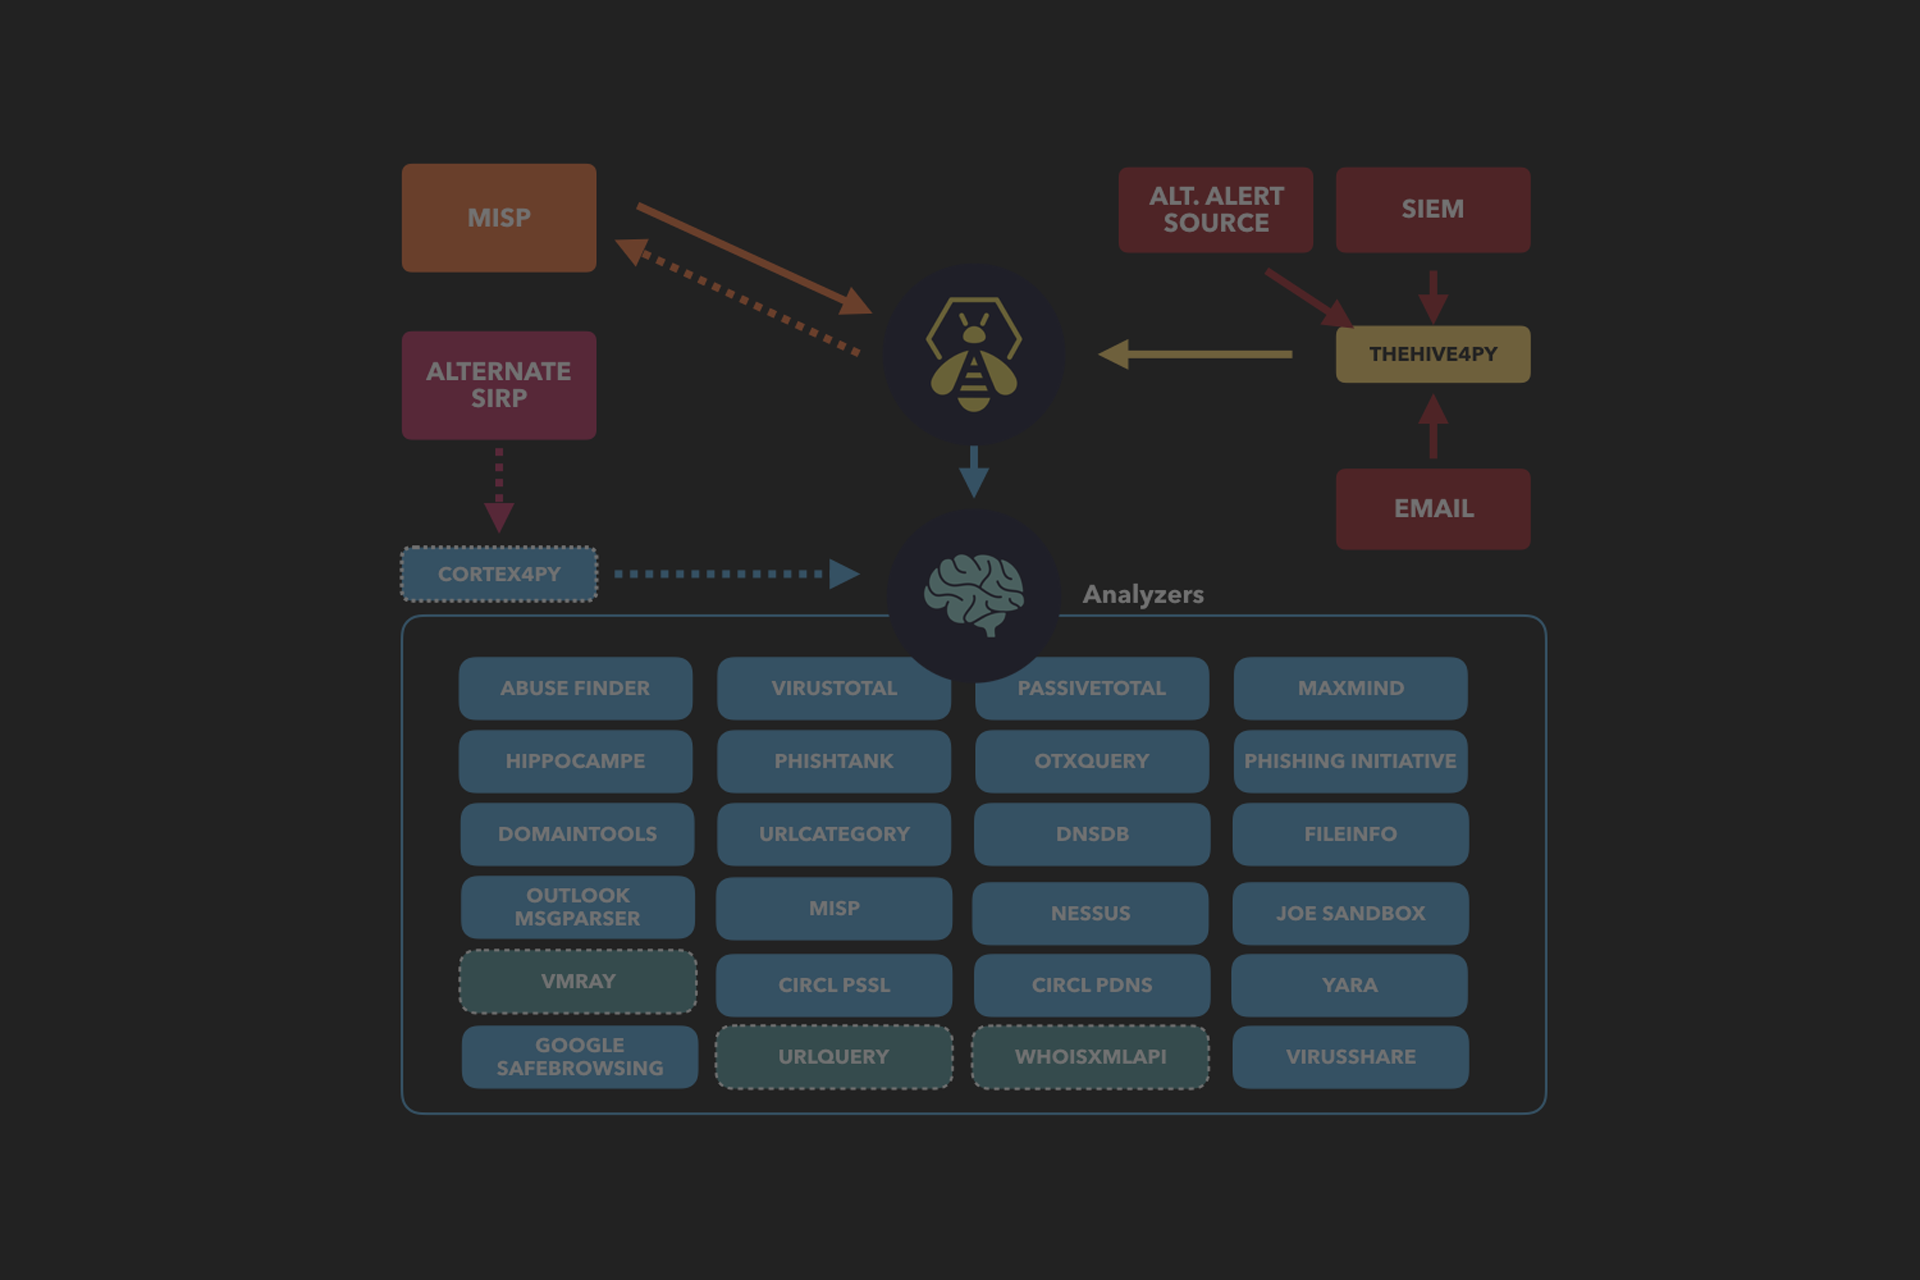 MISP
ALT. ALERT
SOURCE
SIEM
THEHIVE4PY
ALTERNATE
SIRP
EMAIL
CORTEX4PY
Analyzers
ABUSE FINDER
VIRUSTOTAL
PASSIVETOTAL
MAXMIND
HIPPOCAMPE
PHISHTANK
OTXQUERY
PHISHING INITIATIVE
DOMAINTOOLS
URLCATEGORY
DNSDB
FILEINFO
OUTLOOK
MSGPARSER
MISP
NESSUS
JOE SANDBOX
VMRAY
CIRCL PSSL
CIRCL PDNS
YARA
GOOGLE
SAFEBROWSING
URLQUERY
WHOISXMLAPI
VIRUSSHARE